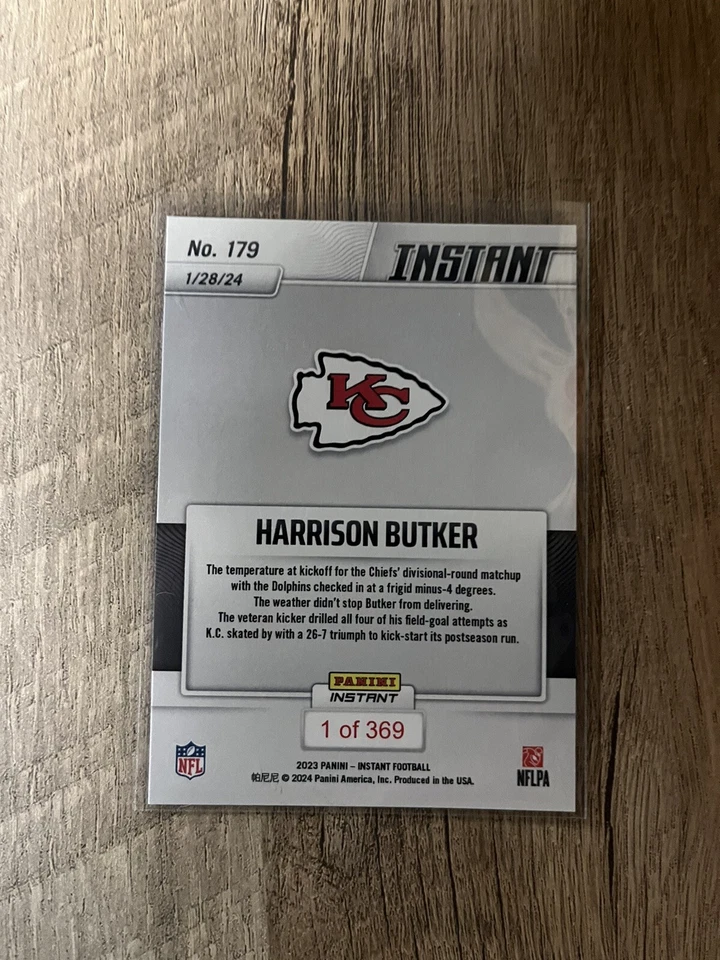 No. 179
INSTANT
1/28/24
KC
HARRISON BUTKER
The temperature at kickoff for the Chiefs' divisional-round matchup
with the Dolphins checked in at a frigid minus-4 degrees.
The weather didn't stop Butker from delivering.
The veteran kicker drilled all four of his field-goal attempts as
K.C. skated by with a 26-7 triumph to kick-start its postseason run.
PANINI
INSTANT
1 of 369
NFL
2023 PANINI – INSTANT FOOTBALL
帕尼尼 © 2024 Panini America, Inc. Produced in the USA.
NFLPA